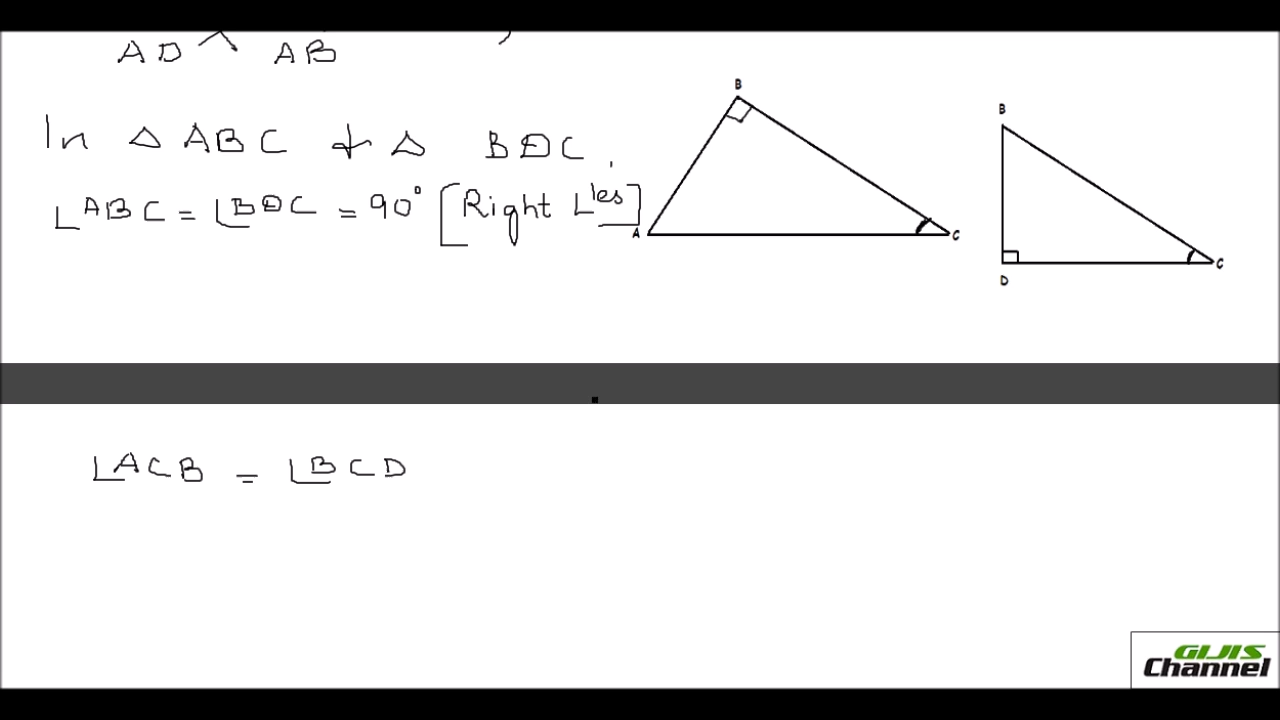 AD AB ,
In △ ABC & △ BDC,
∟ABC = ∟BDC = 90° [Right ∟les]
B
A
C
B
D
C
∟ACB = ∟BCD
GIJIS
Channel